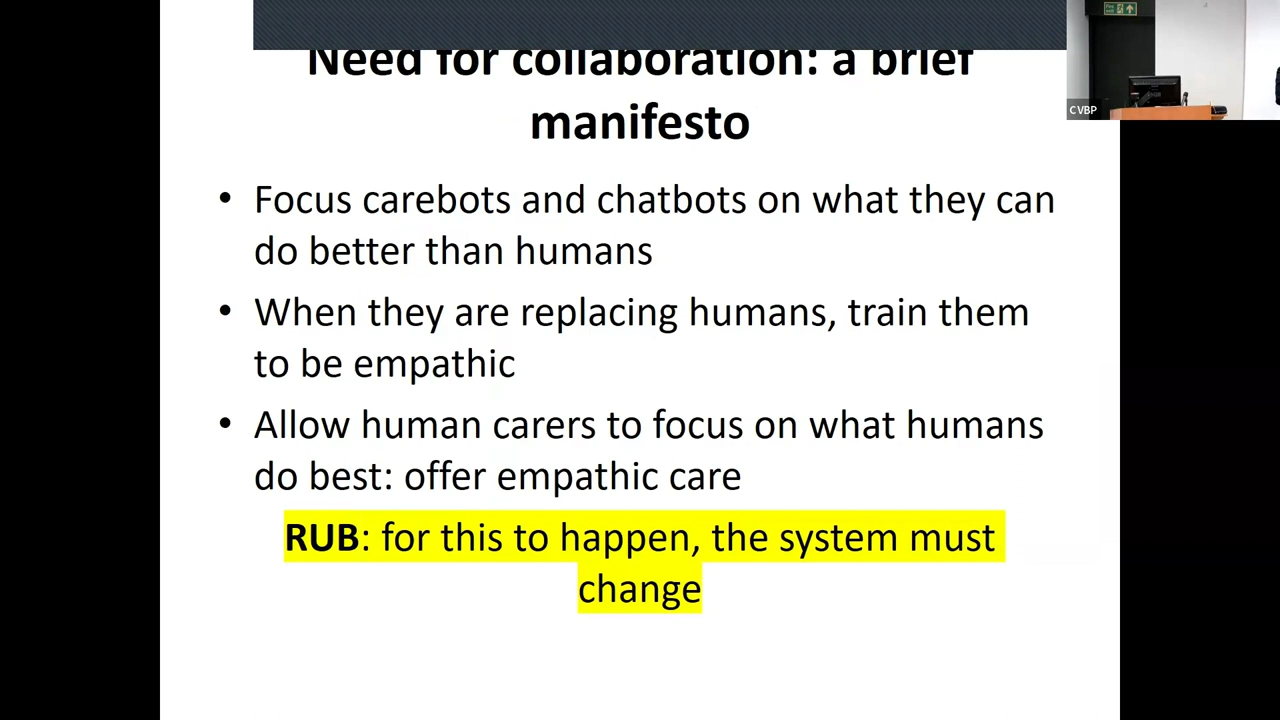 Need for collaboration: a brief
manifesto
• Focus carebots and chatbots on what they can
do better than humans
• When they are replacing humans, train them
to be empathic
• Allow human carers to focus on what humans
do best: offer empathic care
RUB: for this to happen, the system must
change
CVBP